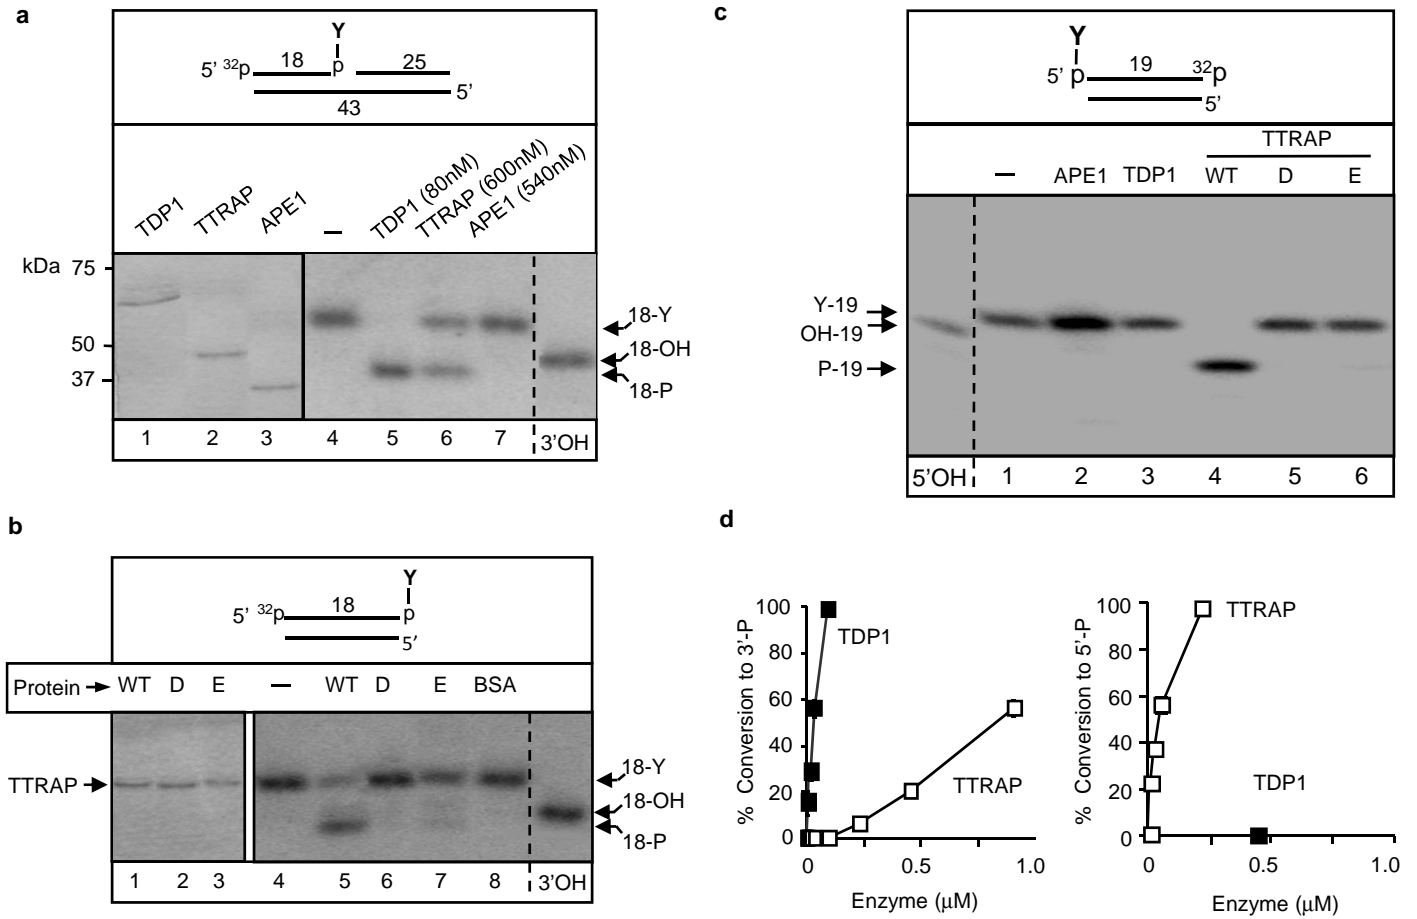 a
Y
5’ 32p 18 p 25
43 5’
TDP1 TTRAP APE1 – TDP1 (80nM) TTRAP (600nM) APE1 (540nM)
kDa 75
50
37
18-Y
18-OH
18-P
1 2 3 4 5 6 7 3’OH
b
Y
5’ 32p 18 p
5’
Protein WT D E – WT D E BSA
TTRAP
18-Y
18-OH
18-P
1 2 3 4 5 6 7 8 3’OH
c
Y
5’ p 19 32p
5’
TTRAP
– APE1 TDP1 WT D E
Y-19
OH-19
P-19
5’OH 1 2 3 4 5 6
d
% Conversion to 3’-P
100
80
60
40
20
0
TDP1
TTRAP
0 0.5 1.0
Enzyme (μM)
% Conversion to 5’-P
100
80
60
40
20
0
TTRAP
TDP1
0 0.5 1.0
Enzyme (μM)